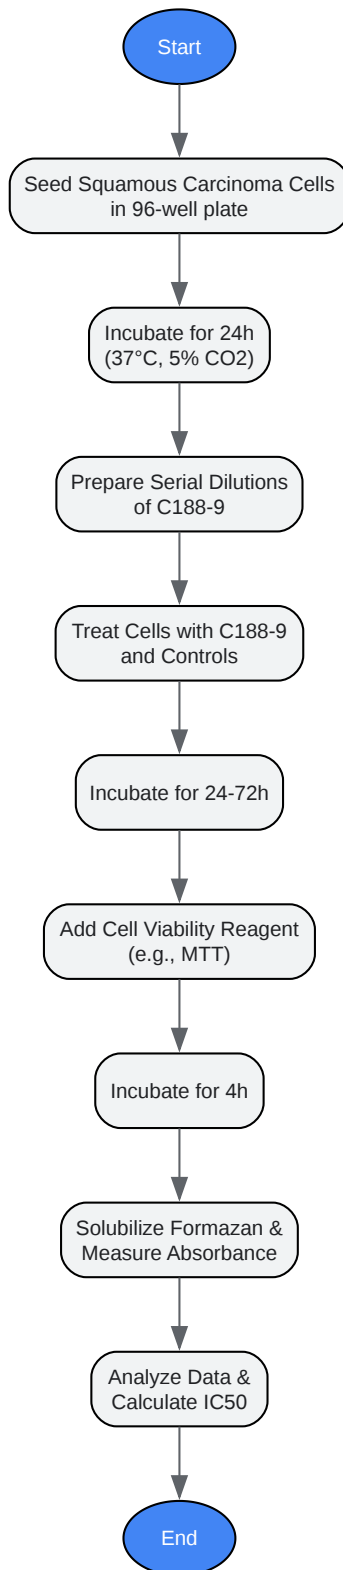 Start
Seed Squamous Carcinoma Cells
in 96-well plate
Incubate for 24h
(37°C, 5% CO2)
Prepare Serial Dilutions
of C188-9
Treat Cells with C188-9
and Controls
Incubate for 24-72h
Add Cell Viability Reagent
(e.g., MTT)
Incubate for 4h
Solubilize Formazan &
Measure Absorbance
Analyze Data &
Calculate IC50
End